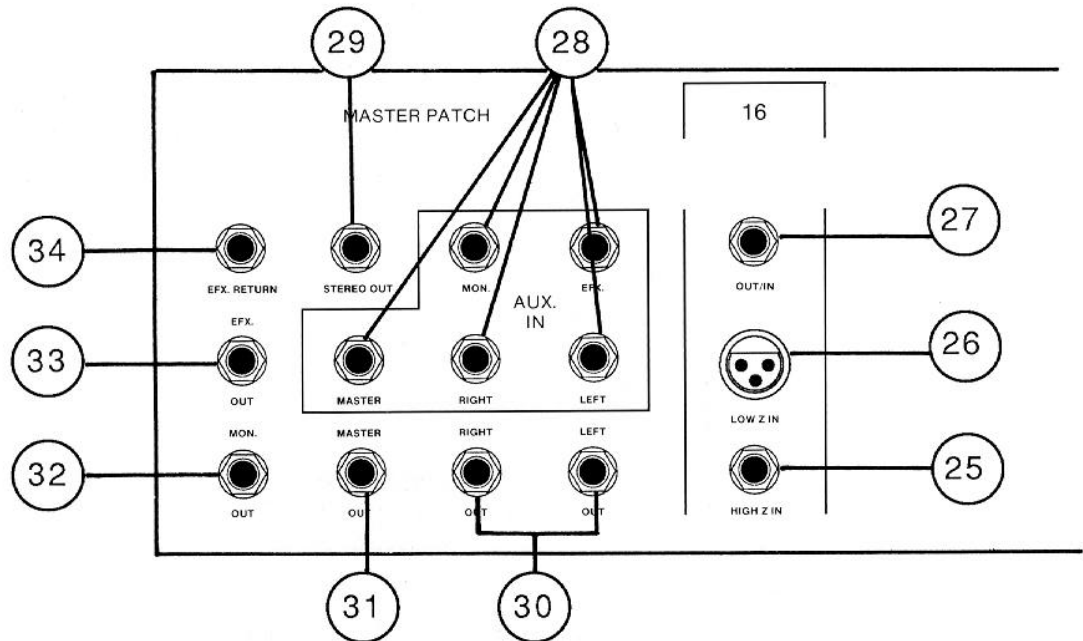 29
28
MASTER PATCH
16
34
27
EFX. RETURN
STEREO OUT
MON.
EFX.
OUT/IN
AUX.
IN
EFX.
33
26
OUT
MASTER
RIGHT
LEFT
LOW Z IN
MON.
MASTER
RIGHT
LEFT
32
25
OUT
OUT
OUT
OUT
HIGH Z IN
31
30